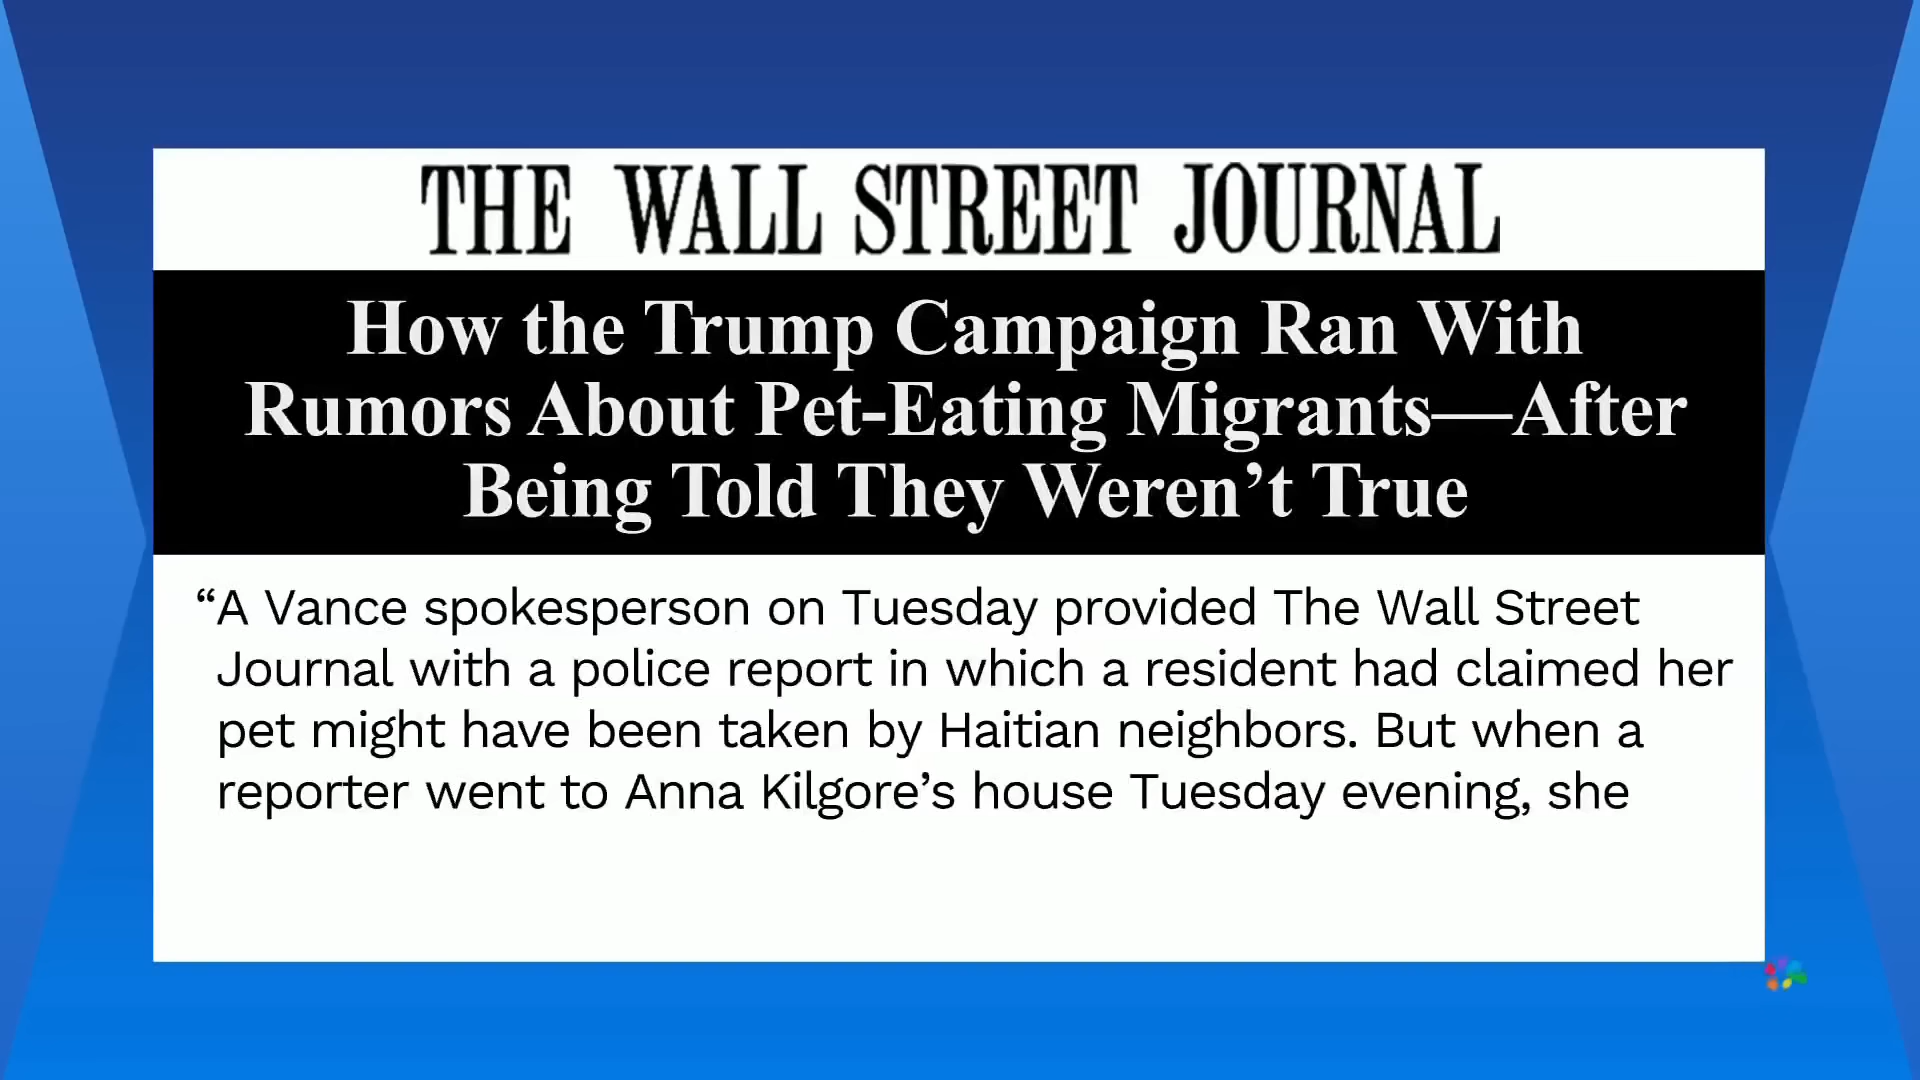 THE WALL STREET JOURNAL
How the Trump Campaign Ran With
Rumors About Pet-Eating Migrants—After
Being Told They Weren’t True
“A Vance spokesperson on Tuesday provided The Wall Street
Journal with a police report in which a resident had claimed her
pet might have been taken by Haitian neighbors. But when a
reporter went to Anna Kilgore’s house Tuesday evening, she